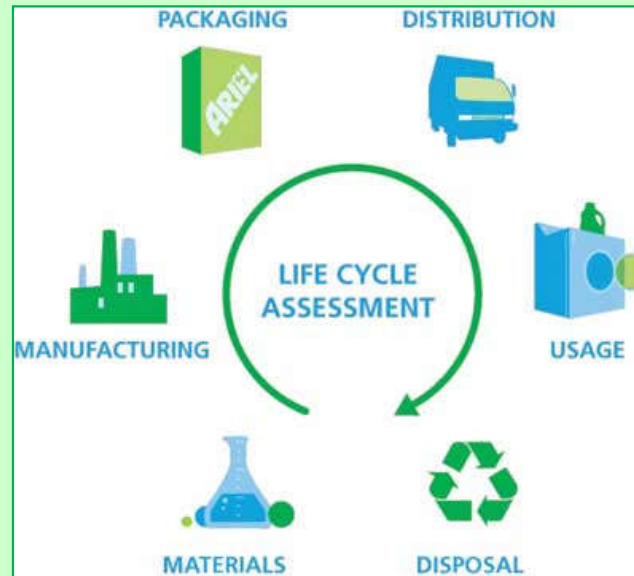 PACKAGING
DISTRIBUTION
ARIEL
LIFE CYCLE
ASSESSMENT
MANUFACTURING
USAGE
MATERIALS
DISPOSAL